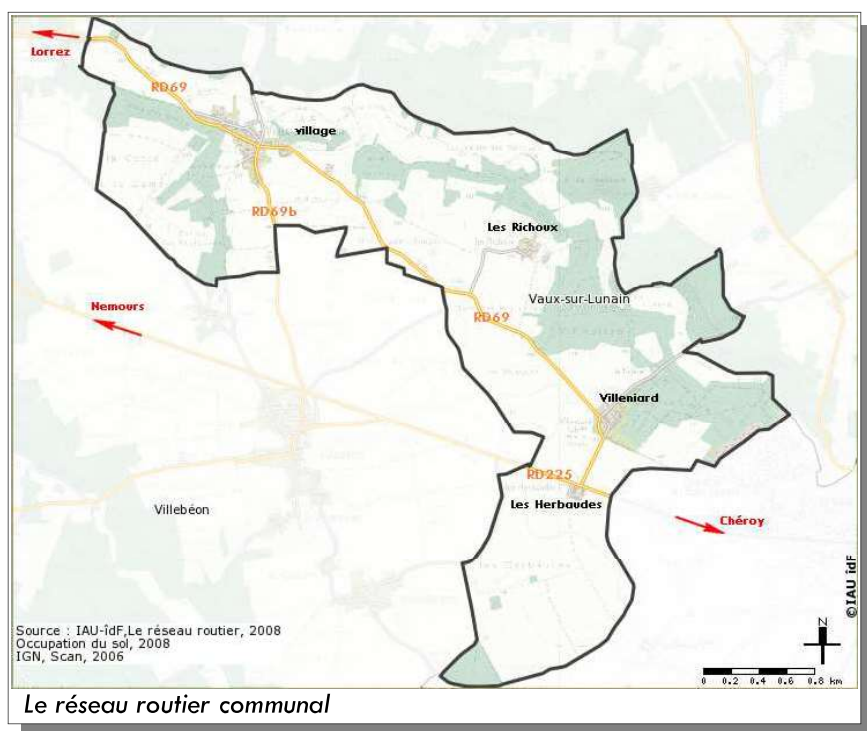 Lorrez
RD69
village
RD69b
Les Richoux
Nemours
Vaux-sur-Lunain
RD69
Villeniard
RD225
Les Herbaudes
Villebéon
Chéroy
©IAU îdF
N
Source : IAU-îdF,Le réseau routier, 2008
Occupation du sol, 2008
IGN, Scan, 2006
0 0.2 0.4 0.6 0.8 km
Le réseau routier communal